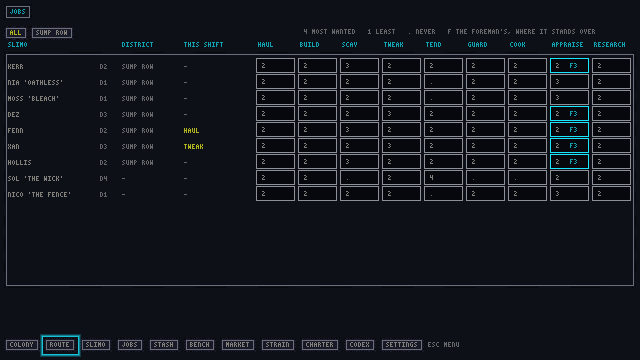 JOBS
ALL SUMP ROW 4 MOST WANTED 1 LEAST . NEVER F THE FOREMAN'S, WHERE IT STANDS OVER
SLIMO DISTRICT THIS SHIFT HAUL BUILD SCAV TWEAK TEND GUARD COOK APPRAISE RESEARCH
KERR D2 SUMP ROW – 2 2 3 2 2 2 2 2 F3 2
NIA 'OATHLESS' D1 SUMP ROW – 2 2 2 2 . 2 2 3 2
MOSS 'BLEACH' D1 SUMP ROW – 2 2 2 2 . 2 2 3 2
DEZ D3 SUMP ROW – 2 2 3 2 2 2 2 2 F3 2
FENN D2 SUMP ROW HAUL 2 2 3 2 2 2 2 2 F3 2
XAN D3 SUMP ROW TWEAK 2 2 2 2 2 2 2 2 F3 2
HOLLIS D2 SUMP ROW – 2 2 3 2 2 2 2 2 F3 2
SOL 'THE WICK' D4 – – 2 2 . 2 4 . . 2 2
NICO 'THE FENCE' D1 – – 2 2 2 2 . 2 2 3 2
COLONY ROUTE SLIMO JOBS STASH BENCH MARKET STRAIN CHARTER CODEX SETTINGS ESC MENU